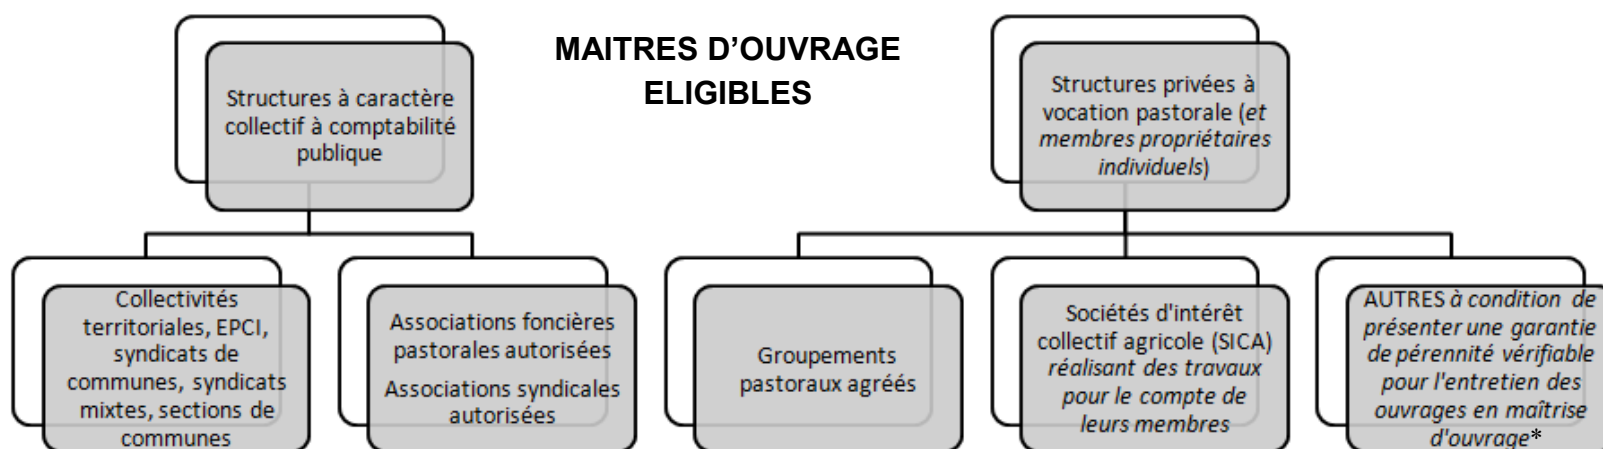 MAITRES D’OUVRAGE
ELIGIBLES
Structures à caractère
collectif à comptabilité
publique
Structures privées à
vocation pastorale (et
membres propriétaires
individuels)
Collectivités
territoriales, EPCI,
syndicats de
communes, syndicats
mixtes, sections de
communes
Associations foncières
pastorales autorisées
Associations syndicales
autorisées
Groupements
pastoraux agréés
Sociétés d'intérêt
collectif agricole (SICA)
réalisant des travaux
pour le compte de
leurs membres
AUTRES à condition de
présenter une garantie
de pérennité vérifiable
pour l'entretien des
ouvrages en maîtrise
d'ouvrage*